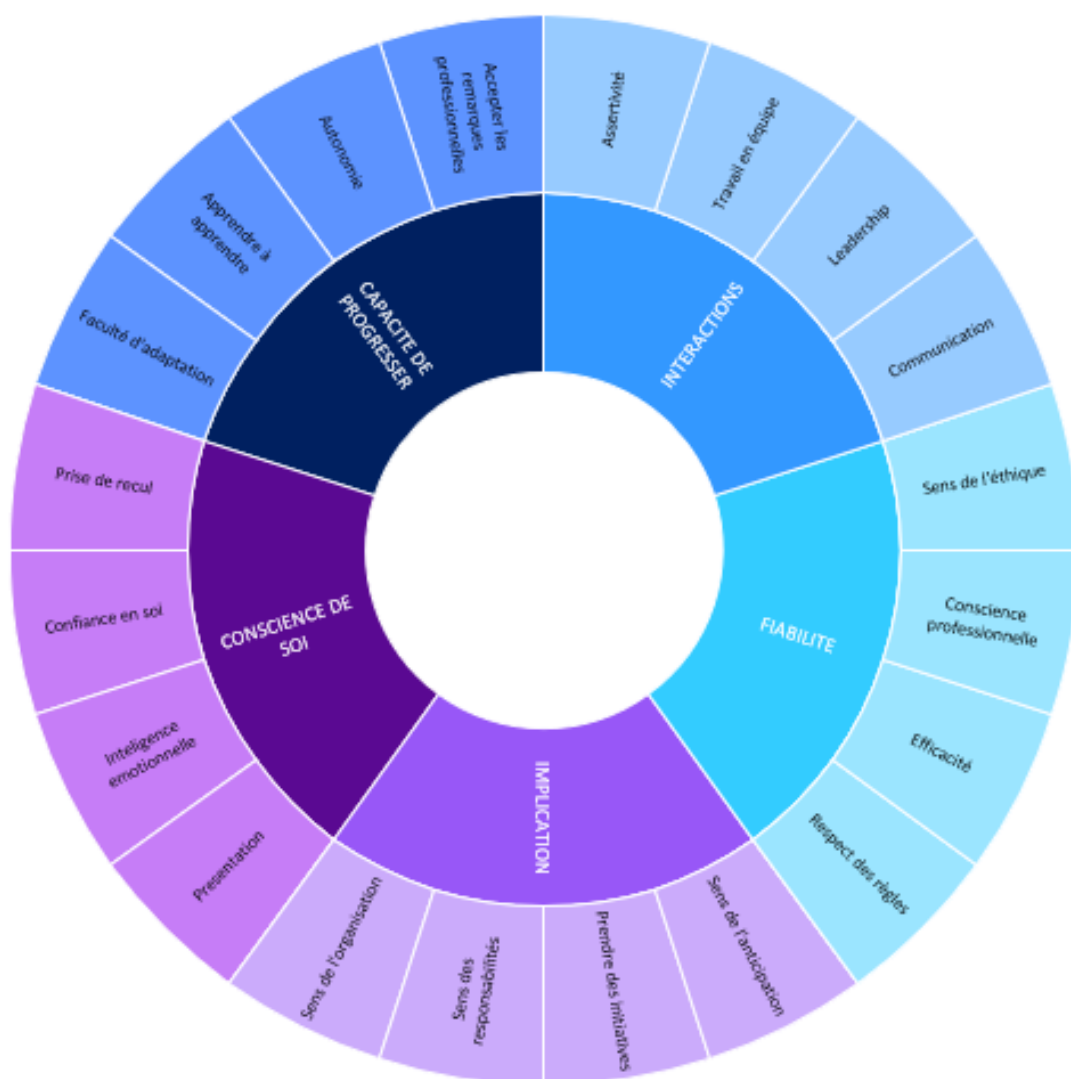 Accepter les
remarques
professionnelles
Assertivité
Travail en équipe
Leadership
Communication
Sens de l'éthique
Conscience
professionnelle
Efficacité
Respect des règles
Sens de l'anticipation
Prendre des initiatives
Sens des
responsabilités
Sens de l'organisation
Presentation
Inteligence
emotionnelle
Confiance en soi
Prise de recul
Faculté d'adaptation
Apprendre à
apprendre
Autonomie
CAPACITE DE
PROGRESSER
INTERACTIONS
FIABILITE
IMPLICATION
CONSCIENCE DE
SOI